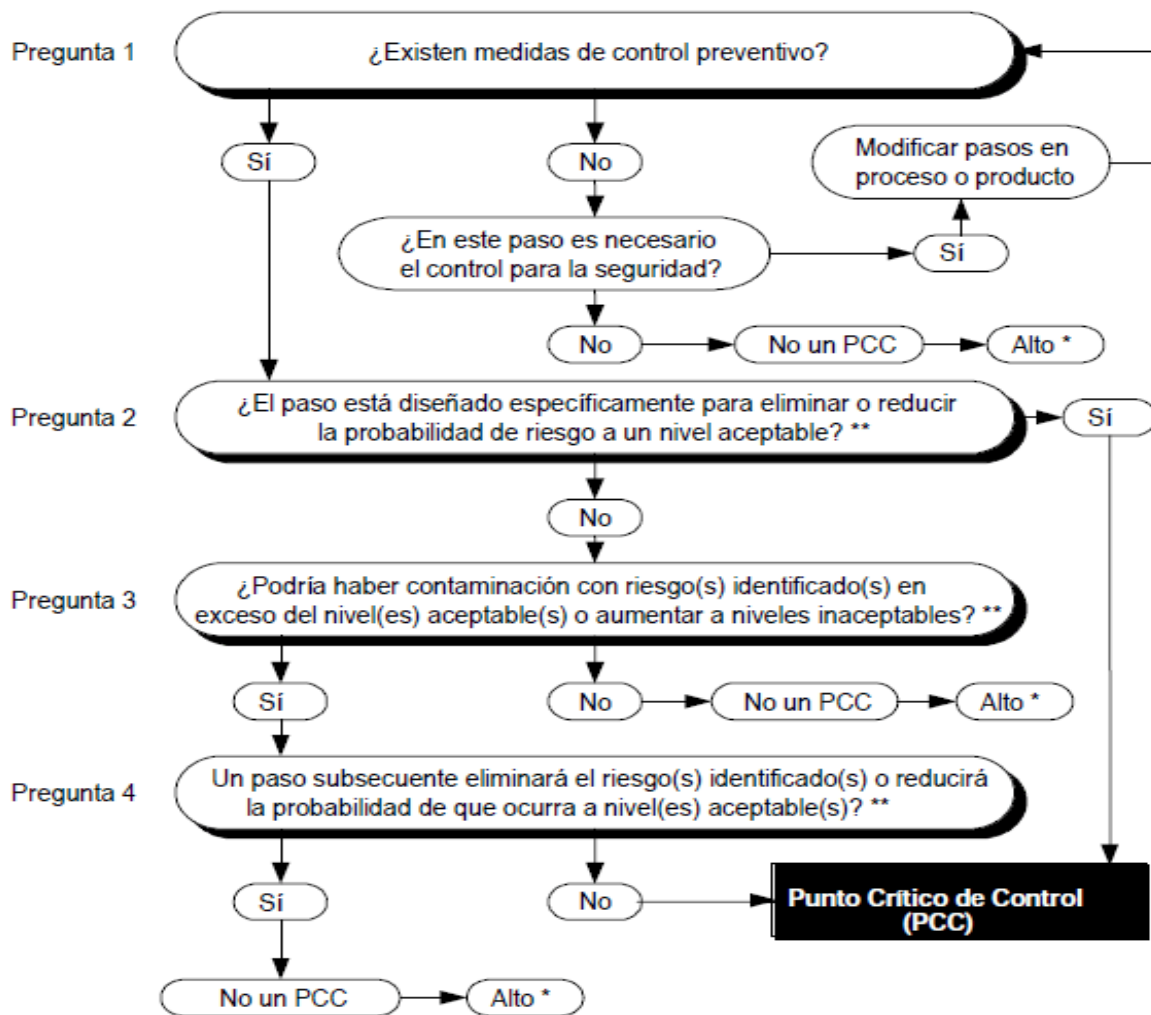 Pregunta 1
¿Existen medidas de control preventivo?
Sí
No
Modificar pasos en
proceso o producto
¿En este paso es necesario
el control para la seguridad?
Sí
No
No un PCC
Alto *
Pregunta 2
¿El paso está diseñado específicamente para eliminar o reducir
la probabilidad de riesgo a un nivel aceptable? **
Sí
No
Pregunta 3
¿Podría haber contaminación con riesgo(s) identificado(s) en
exceso del nivel(es) aceptable(s) o aumentar a niveles inaceptables? **
Sí
No
No un PCC
Alto *
Pregunta 4
Un paso subsecuente eliminará el riesgo(s) identificado(s) o reducirá
la probabilidad de que ocurra a nivel(es) aceptable(s)? **
Sí
No
Punto Crítico de Control
(PCC)
No un PCC
Alto *